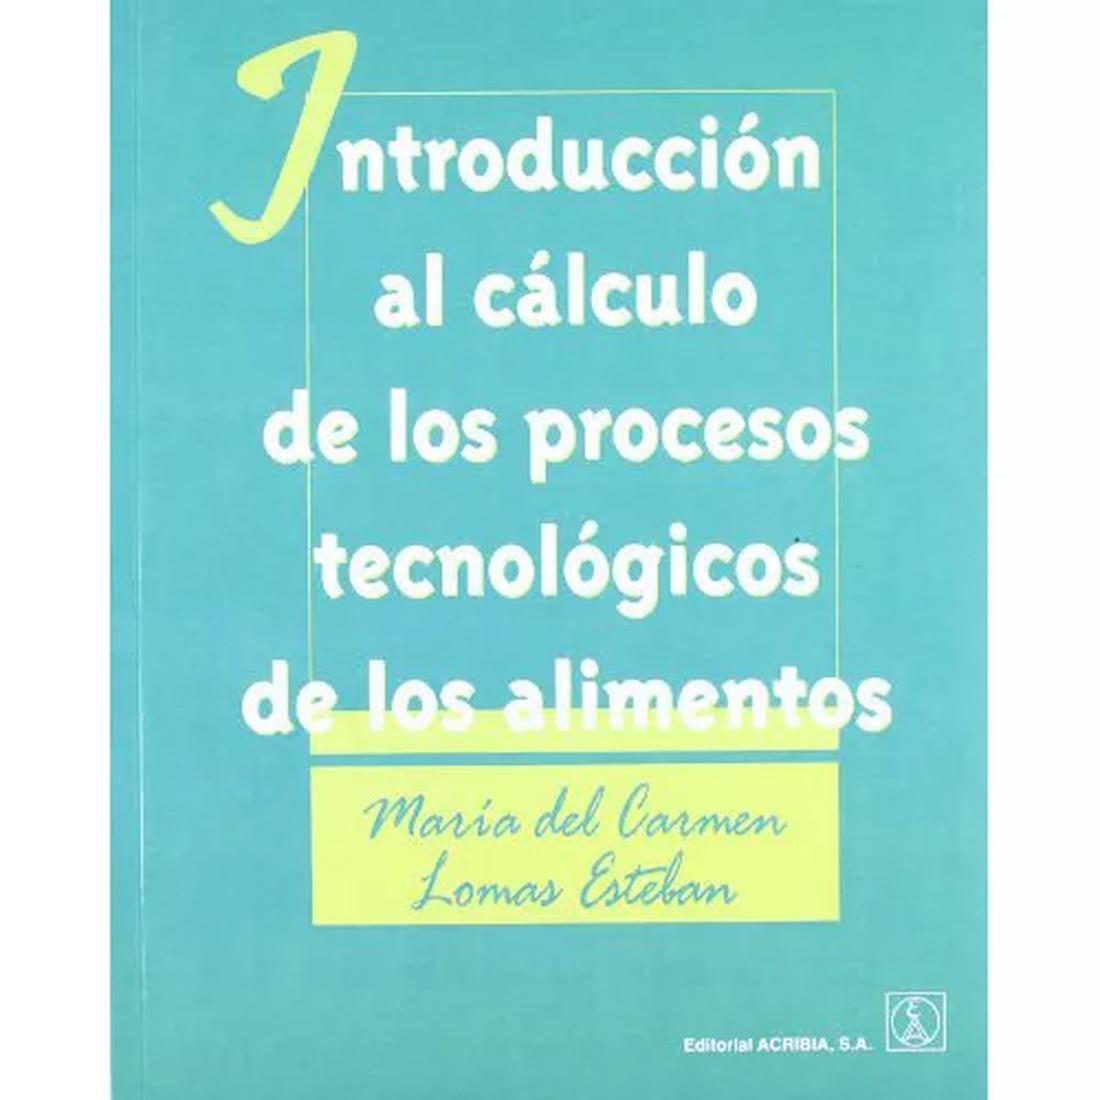 Introducción
al cálculo
de los procesos
tecnológicos
de los alimentos
María del Carmen
Lomas Esteban
Editorial ACRIBIA, S.A.